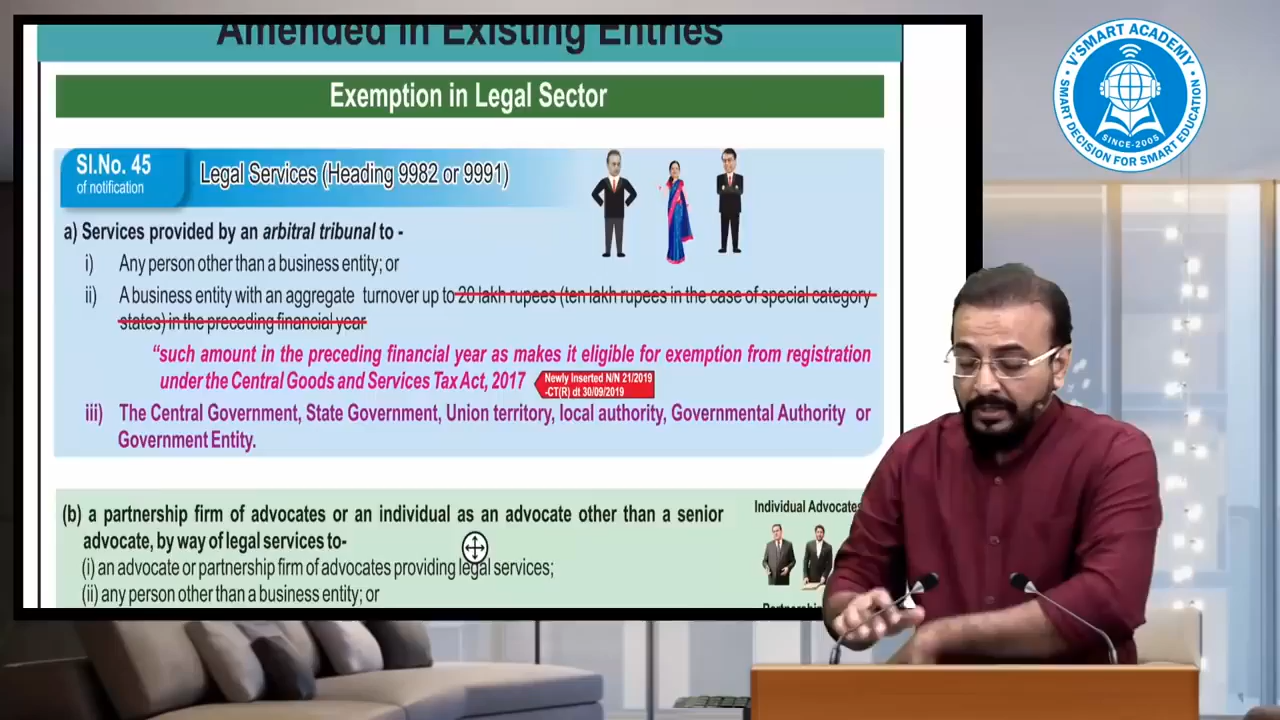 Amended in Existing Entries
Exemption in Legal Sector
Sl.No. 45
of notification
Legal Services (Heading 9982 or 9991)
a) Services provided by an arbitral tribunal to -
i) Any person other than a business entity; or
ii) A business entity with an aggregate turnover up to 20 lakh rupees (ten lakh rupees in the case of special category
states) in the preceding financial year
“such amount in the preceding financial year as makes it eligible for exemption from registration
under the Central Goods and Services Tax Act, 2017
Newly Inserted N/N 21/2019
-CT(R) dt 30/09/2019
iii) The Central Government, State Government, Union territory, local authority, Governmental Authority or
Government Entity.
(b) a partnership firm of advocates or an individual as an advocate other than a senior
advocate, by way of legal services to-
(i) an advocate or partnership firm of advocates providing legal services;
(ii) any person other than a business entity; or
Individual Advocates
V'SMART ACADEMY
SINCE-2005
SMART DECISION FOR SMART EDUCATION